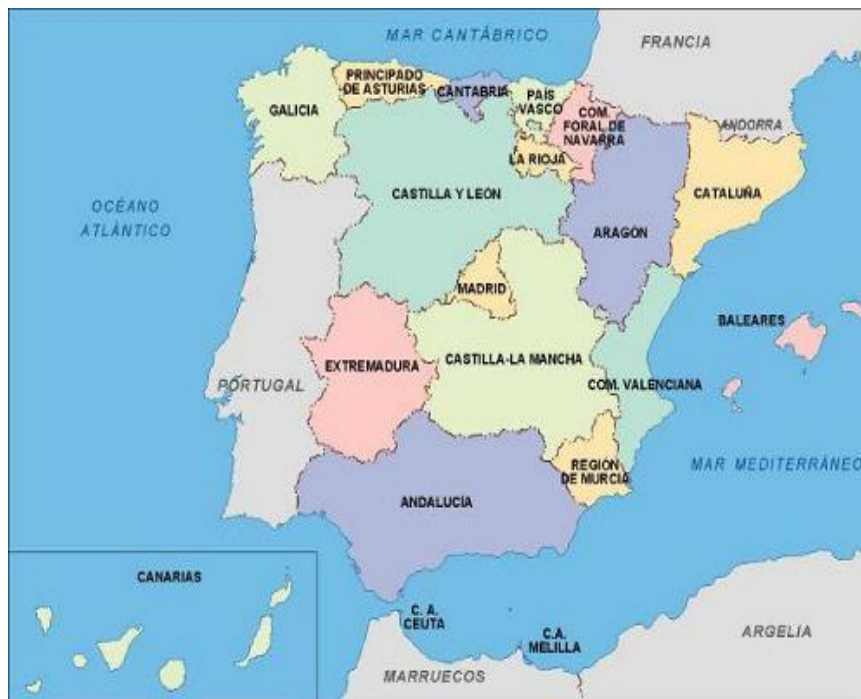 MAR CANTÁBRICO
FRANCIA
PRINCIPADO
DE ASTURIAS
CANTABRIA
PAÍS
VASCO
GALICIA
COM.
FORAL DE
NAVARRA
ANDORRA
LA RIOJA
CASTILLA Y LEÓN
CATALUÑA
OCÉANO
ATLÁNTICO
ARAGÓN
MADRID
BALEARES
EXTREMADURA
CASTILLA-LA MANCHA
PORTUGAL
COM. VALENCIANA
REGIÓN
DE MURCIA
MAR MEDITERRÁNEO
ANDALUCÍA
CANARIAS
C. A.
CEUTA
C.A.
MELILLA
ARGELIA
MARRUECOS